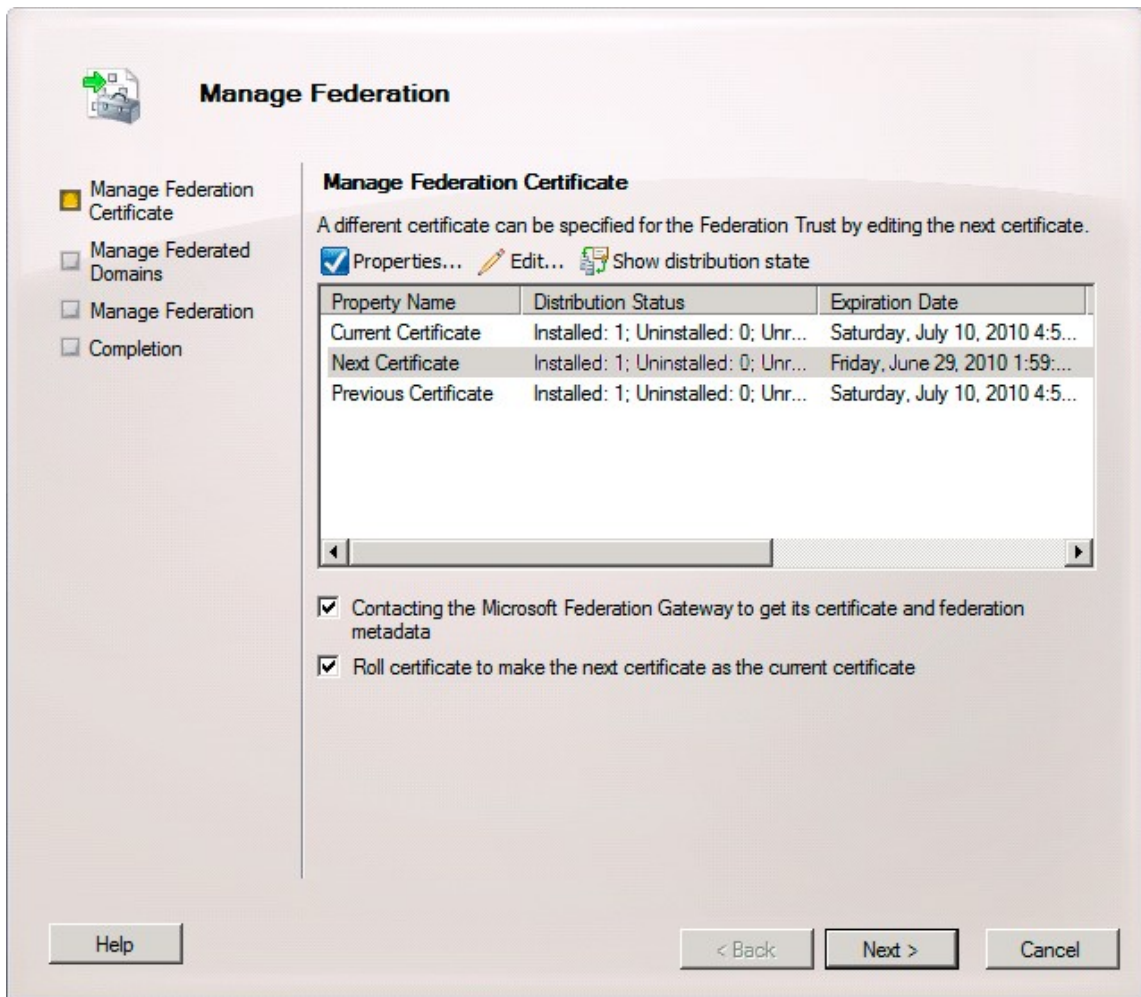 Manage Federation
Manage Federation
Certificate
Manage Federated
Domains
Manage Federation
Completion
Manage Federation Certificate
A different certificate can be specified for the Federation Trust by editing the next certificate.
Properties... Edit... Show distribution state
Property Name Distribution Status Expiration Date
Current Certificate Installed: 1; Uninstalled: 0; Unr... Saturday, July 10, 2010 4:5...
Next Certificate Installed: 1; Uninstalled: 0; Unr... Friday, June 29, 2010 1:59:...
Previous Certificate Installed: 1; Uninstalled: 0; Unr... Saturday, July 10, 2010 4:5...
Contacting the Microsoft Federation Gateway to get its certificate and federation
metadata
Roll certificate to make the next certificate as the current certificate
Help < Back Next > Cancel